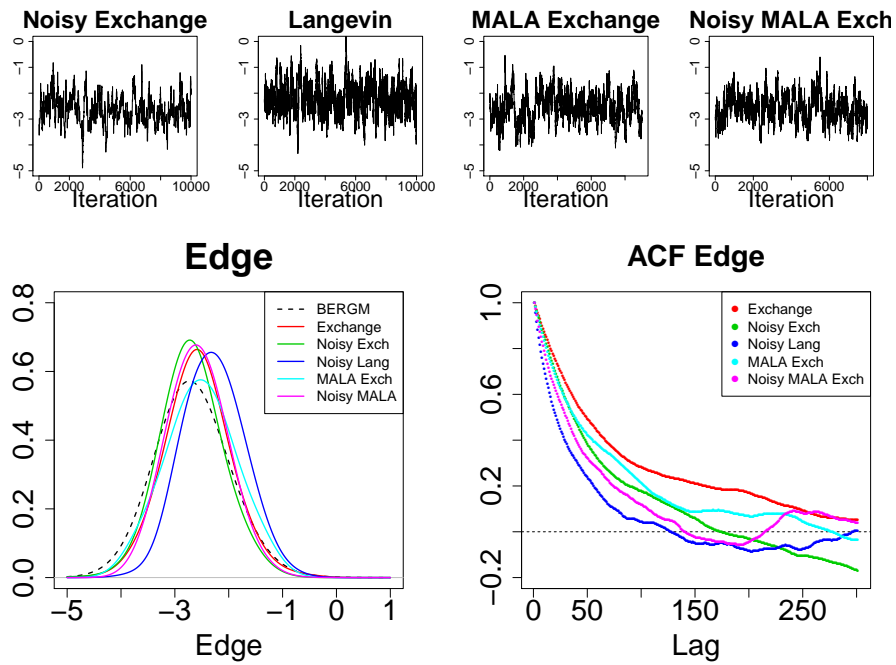 Noisy Exchange
Langevin
MALA Exchange
Noisy MALA Exch
0
−1
−3
−5
0 2000 6000 10000
Iteration
0
−1
−3
−5
0 2000 6000 10000
Iteration
0
−1
−3
−5
0 2000 6000
Iteration
0
−1
−3
−5
0 2000 6000
Iteration
Edge
0.8
0.6
0.4
0.2
0.0
BERGM
Exchange
Noisy Exch
Noisy Lang
MALA Exch
Noisy MALA
−5 −3 −1 0 1
Edge
ACF Edge
1.0
0.6
0.2
−0.2
Exchange
Noisy Exch
Noisy Lang
MALA Exch
Noisy MALA Exch
0 50 150 250
Lag